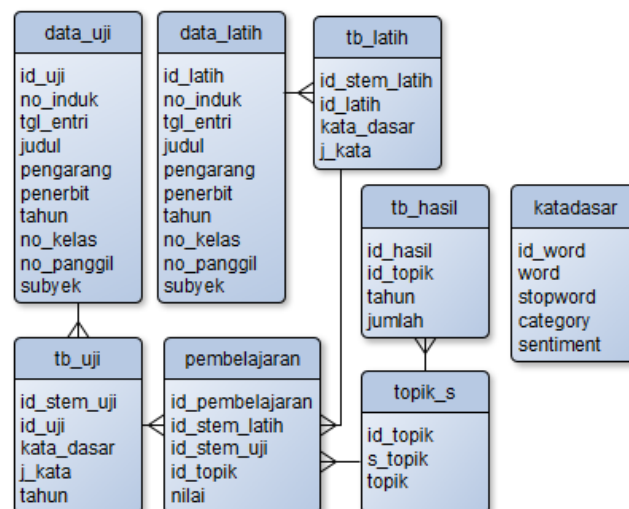 data_uji
id_uji
no_induk
tgl_entri
judul
pengarang
penerbit
tahun
no_kelas
no_panggil
subyek
data_latih
id_latih
no_induk
tgl_entri
judul
pengarang
penerbit
tahun
no_kelas
no_panggil
subyek
tb_latih
id_stem_latih
id_latih
kata_dasar
j_kata
tb_hasil
id_hasil
id_topik
tahun
jumlah
katadasar
id_word
word
stopword
category
sentiment
tb_uji
id_stem_uji
id_uji
kata_dasar
j_kata
tahun
pembelajaran
id_pembelajaran
id_stem_latih
id_stem_uji
id_topik
nilai
topik_s
id_topik
s_topik
topik